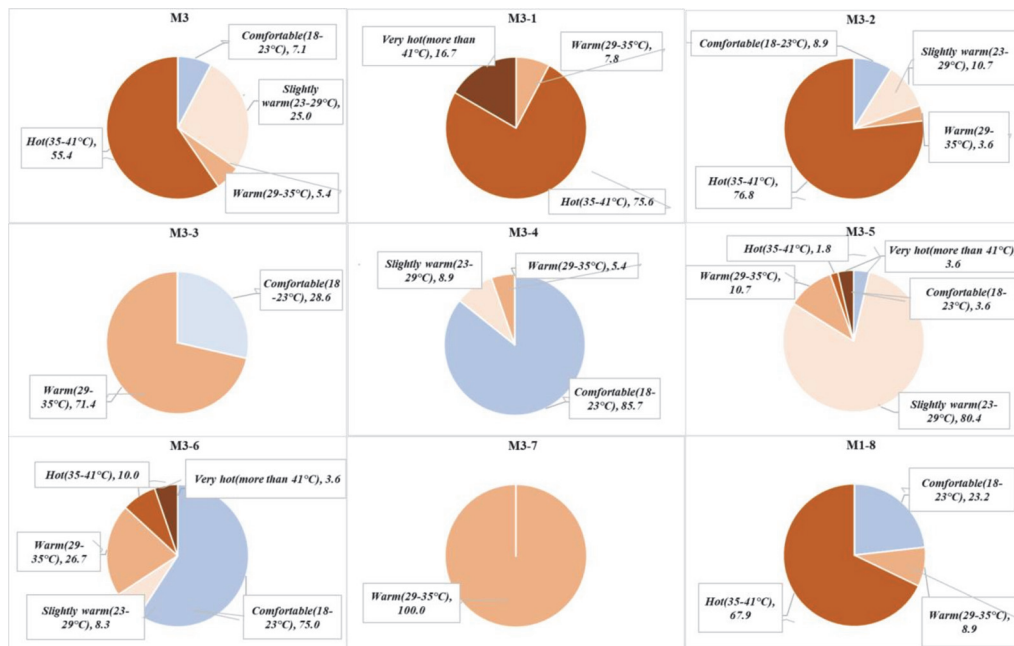 M3
Comfortable(18-
23°C), 7.1
Slightly
warm(23-29°C),
25.0
Hot(35-41°C),
55.4
Warm(29-35°C), 5.4
M3-1
Very hot(more than
41°C), 16.7
Warm(29-35°C),
7.8
Hot(35-41°C), 75.6
M3-2
Comfortable(18-23°C), 8.9
Slightly warm(23-
29°C), 10.7
Warm(29-
35°C), 3.6
Hot(35-41°C),
76.8
M3-3
Comfortable(18
-23°C), 28.6
Warm(29-
35°C), 71.4
M3-4
Slightly warm(23-
29°C), 8.9
Warm(29-35°C), 5.4
Comfortable(18-
23°C), 85.7
M3-5
Hot(35-41°C), 1.8
Very hot(more than 41°C)
3.6
Warm(29-35°C),
10.7
Comfortable(18-
23°C), 3.6
Slightly warm(23-
29°C), 80.4
M3-6
Hot(35-41°C), 10.0
Very hot(more than 41°C), 3.6
Warm(29-
35°C), 26.7
Slightly warm(23-
29°C), 8.3
Comfortable(18-
23°C), 75.0
M3-7
Warm(29-35°C),
100.0
M1-8
Comfortable(18-
23°C), 23.2
Hot(35-41°C),
67.9
Warm(29-35°C),
8.9